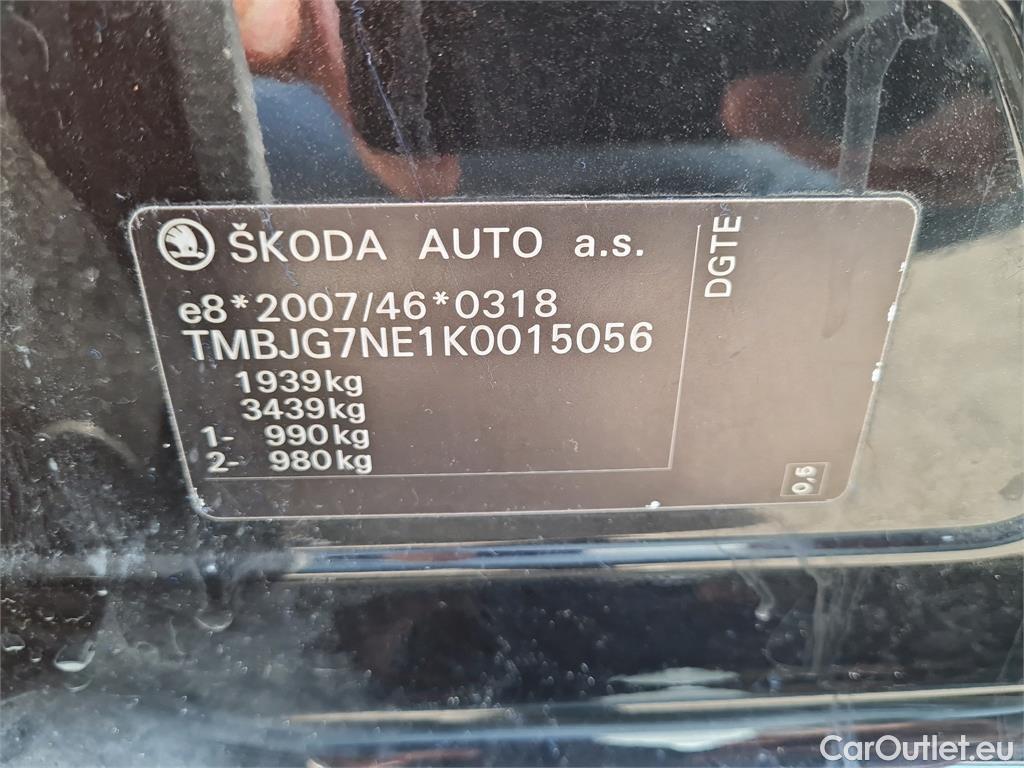 ŠKODA AUTO a.s.
e8*2007/46*0318
TMBJG7NE1K0015056
1939kg
3439kg
1- 990kg
2- 980kg
DGTE
0,5
CarOutlet.eu